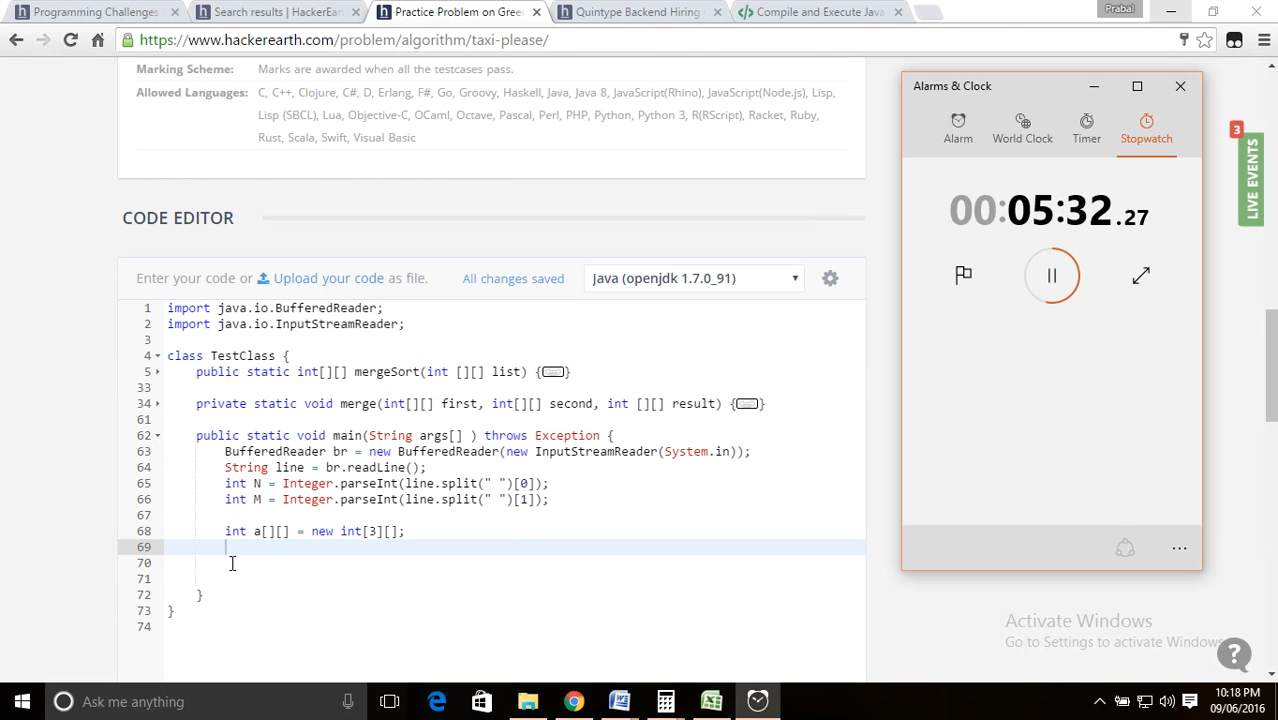 Programming Challenges
Search results | HackerEar
Practice Problem on Gree
Quintype Backend Hiring
Compile and Execute Java
Prabal
https://www.hackerearth.com/problem/algorithm/taxi-please/
Marking Scheme: Marks are awarded when all the testcases pass.
Allowed Languages: C, C++, Clojure, C#, D, Erlang, F#, Go, Groovy, Haskell, Java, Java 8, JavaScript(Rhino), JavaScript(Node.js), Lisp,
Lisp (SBCL), Lua, Objective-C, OCaml, Octave, Pascal, Perl, PHP, Python, Python 3, R(RScript), Racket, Ruby,
Rust, Scala, Swift, Visual Basic
CODE EDITOR
Enter your code or Upload your code as file. All changes saved Java (openjdk 1.7.0_91)
1 import java.io.BufferedReader;
2 import java.io.InputStreamReader;
3
4 class TestClass {
5 public static int[][] mergeSort(int [][] list) {}
33
34 private static void merge(int[][] first, int[][] second, int [][] result) {}
61
62 public static void main(String args[] ) throws Exception {
63 BufferedReader br = new BufferedReader(new InputStreamReader(System.in));
64 String line = br.readLine();
65 int N = Integer.parseInt(line.split(" ")[0]);
66 int M = Integer.parseInt(line.split(" ")[1]);
67
68 int a[][] = new int[3][];
69
70
71
72 }
73 }
74
Alarms & Clock
Alarm
World Clock
Timer
Stopwatch
00:05:32.27
3
LIVE EVENTS
Activate Windows
Go to Settings to activate Windows.
?
Ask me anything
10:18 PM
09/06/2016